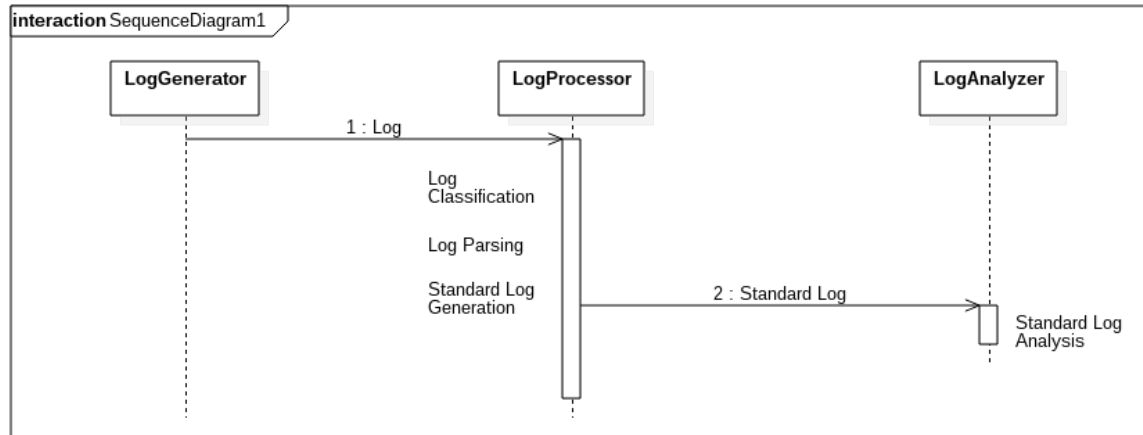 interaction SequenceDiagram1
LogGenerator
LogProcessor
LogAnalyzer
1 : Log
Log
Classification
Log Parsing
Standard Log
Generation
2 : Standard Log
Standard Log
Analysis